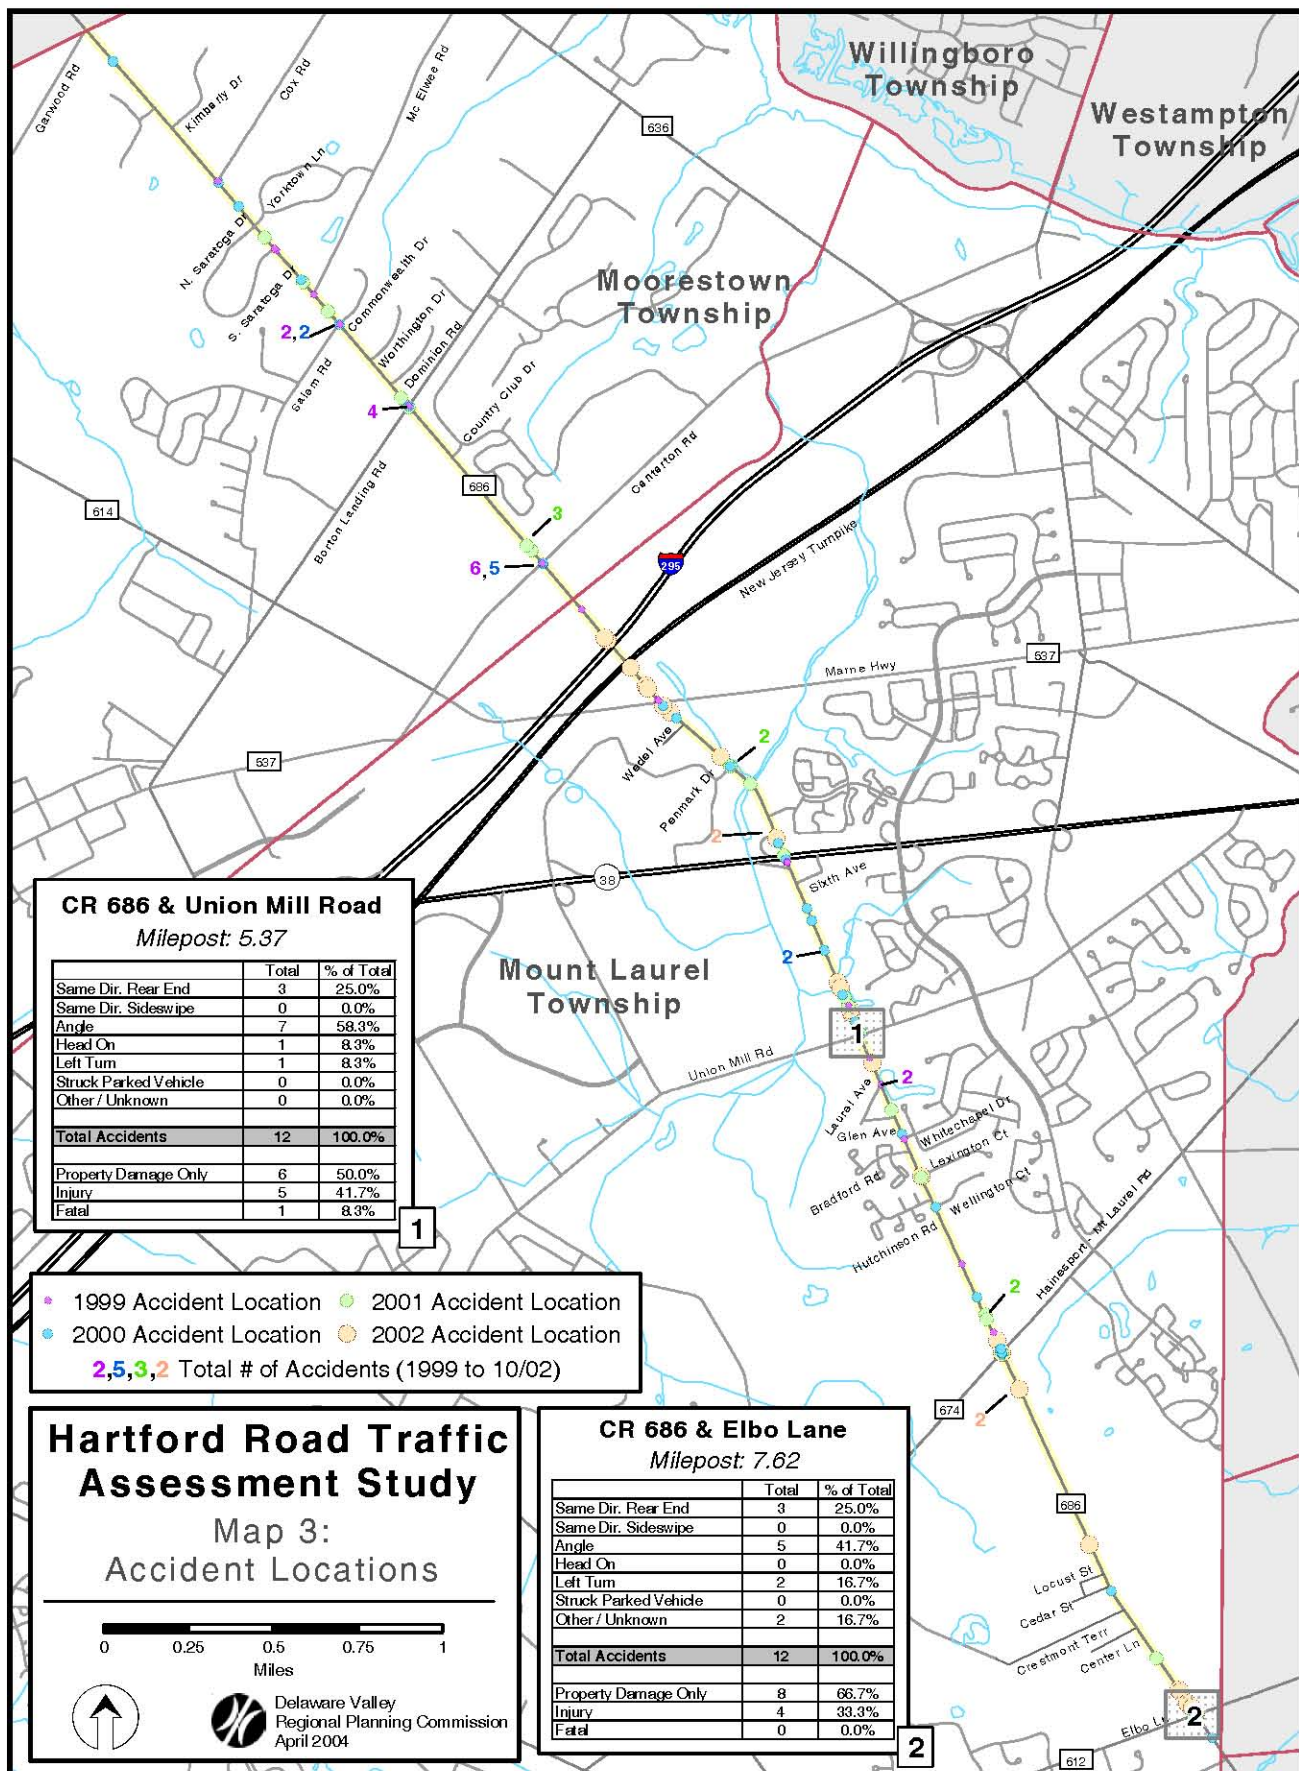 Willingboro
Township
Westampton
Township
Garwood Rd
Kimberly Dr
Cox Rd
Mc Elwee Rd
636
Yorktown Ln
N. Saratoga Dr
S. Saratoga Dr
Commonwealth Dr
Moorestown
Township
2,2
Worthington Dr
Salem Rd
Dominion Rd
4
Country Club Dr
Centerton Rd
686
614
Borton Landing Rd
3
6,5
295
New Jersey Turnpike
Marne Hwy
537
Wadel Ave
2
537
Penmark Dr
2
38
Sixth Ave
2
Mount Laurel
Township
1
Union Mill Rd
2
Laurel Ave
Glen Ave
Whitechapel Dr
Lexington Ct
Bradford Rd
Wellington Ct
Hutchinson Rd
Hainesport - Mt Laurel Rd
2
674
2
686
Locust St
Cedar St
Crestmont Terr
Center Ln
Elbo Ln
2
612
CR 686 & Union Mill Road
Milepost: 5.37
Total % of Total
Same Dir. Rear End 3 25.0%
Same Dir. Sideswipe 0 0.0%
Angle 7 58.3%
Head On 1 8.3%
Left Turn 1 8.3%
Struck Parked Vehicle 0 0.0%
Other / Unknown 0 0.0%
Total Accidents 12 100.0%
Property Damage Only 6 50.0%
Injury 5 41.7%
Fatal 1 8.3%
1
1999 Accident Location 2001 Accident Location
2000 Accident Location 2002 Accident Location
2,5,3,2 Total # of Accidents (1999 to 10/02)
Hartford Road Traffic
Assessment Study
Map 3:
Accident Locations
0 0.25 0.5 0.75 1
Miles
Delaware Valley
Regional Planning Commission
April 2004
CR 686 & Elbo Lane
Milepost: 7.62
Total % of Total
Same Dir. Rear End 3 25.0%
Same Dir. Sideswipe 0 0.0%
Angle 5 41.7%
Head On 0 0.0%
Left Turn 2 16.7%
Struck Parked Vehicle 0 0.0%
Other / Unknown 2 16.7%
Total Accidents 12 100.0%
Property Damage Only 8 66.7%
Injury 4 33.3%
Fatal 0 0.0%
2